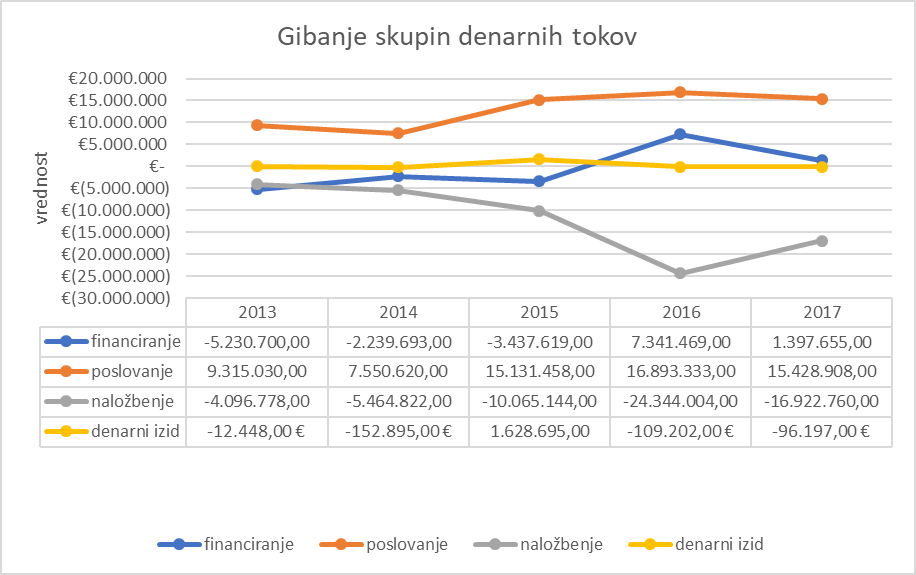 Gibanje skupin denarnih tokov
vrednost
€20.000.000
€15.000.000
€10.000.000
€5.000.000
€-
€(5.000.000)
€(10.000.000)
€(15.000.000)
€(20.000.000)
€(25.000.000)
€(30.000.000)
2013 2014 2015 2016 2017
financiranje -5.230.700,00 -2.239.693,00 -3.437.619,00 7.341.469,00 1.397.655,00
poslovanje 9.315.030,00 7.550.620,00 15.131.458,00 16.893.333,00 15.428.908,00
naložbenje -4.096.778,00 -5.464.822,00 -10.065.144,00 -24.344.004,00 -16.922.760,00
denarni izid -12.448,00 € -152.895,00 € 1.628.695,00 -109.202,00 € -96.197,00 €
financiranje poslovanje naložbenje denarni izid